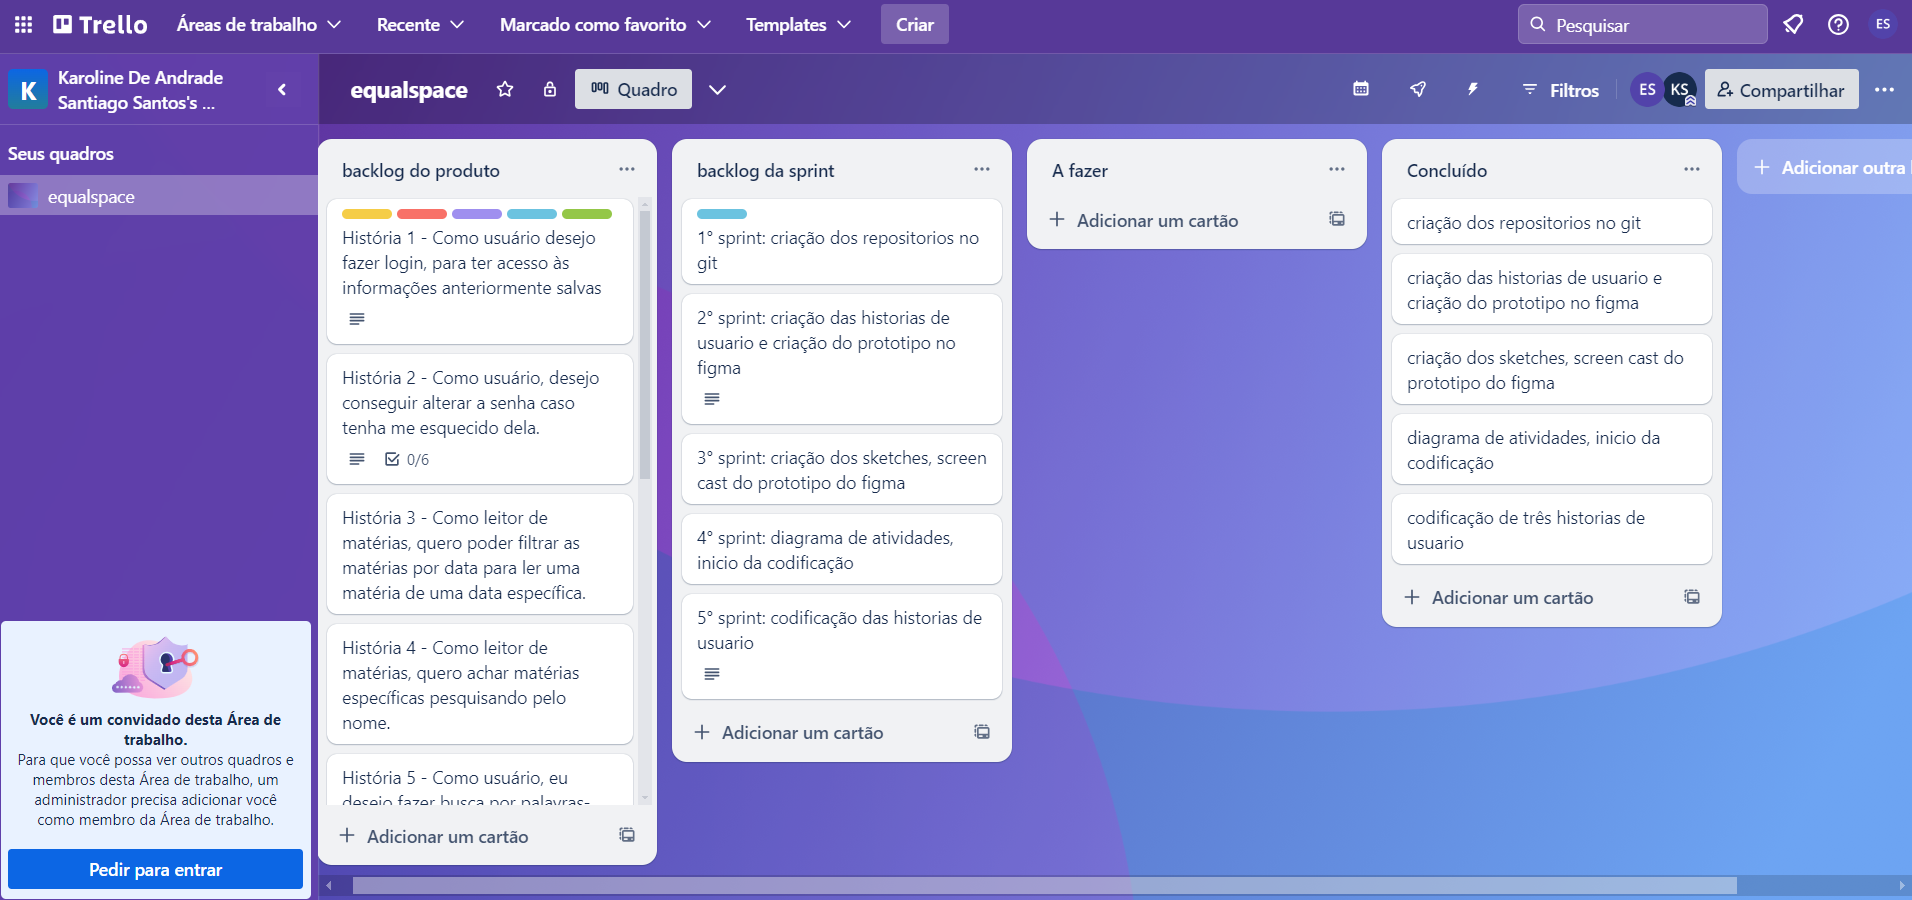 Trello
Áreas de trabalho
Recente
Marcado como favorito
Templates
Criar
Pesquisar
ES
K
Karoline De Andrade
Santiago Santos's ...
equalspace
Quadro
Filtros
ES
KS
Compartilhar
Seus quadros
equalspace
Você é um convidado desta Área de
trabalho.
Para que você possa ver outros quadros e
membros desta Área de trabalho, um
administrador precisa adicionar você
como membro da Área de trabalho.
Pedir para entrar
backlog do produto
História 1 - Como usuário desejo
fazer login, para ter acesso às
informações anteriormente salvas
História 2 - Como usuário, desejo
conseguir alterar a senha caso
tenha me esquecido dela.
0/6
História 3 - Como leitor de
matérias, quero poder filtrar as
matérias por data para ler uma
matéria de uma data específica.
História 4 - Como leitor de
matérias, quero achar matérias
específicas pesquisando pelo
nome.
História 5 - Como usuário, eu
desejo fazer busca por palavras-
Adicionar um cartão
backlog da sprint
1° sprint: criação dos repositorios no
git
2° sprint: criação das historias de
usuario e criação do prototipo no
figma
3° sprint: criação dos sketches, screen
cast do prototipo do figma
4° sprint: diagrama de atividades,
inicio da codificação
5° sprint: codificação das historias de
usuario
Adicionar um cartão
A fazer
Adicionar um cartão
Concluído
criação dos repositorios no git
criação das historias de usuario e
criação do prototipo no figma
criação dos sketches, screen cast do
prototipo do figma
diagrama de atividades, inicio da
codificação
codificação de três historias de
usuario
Adicionar um cartão
Adicionar outra